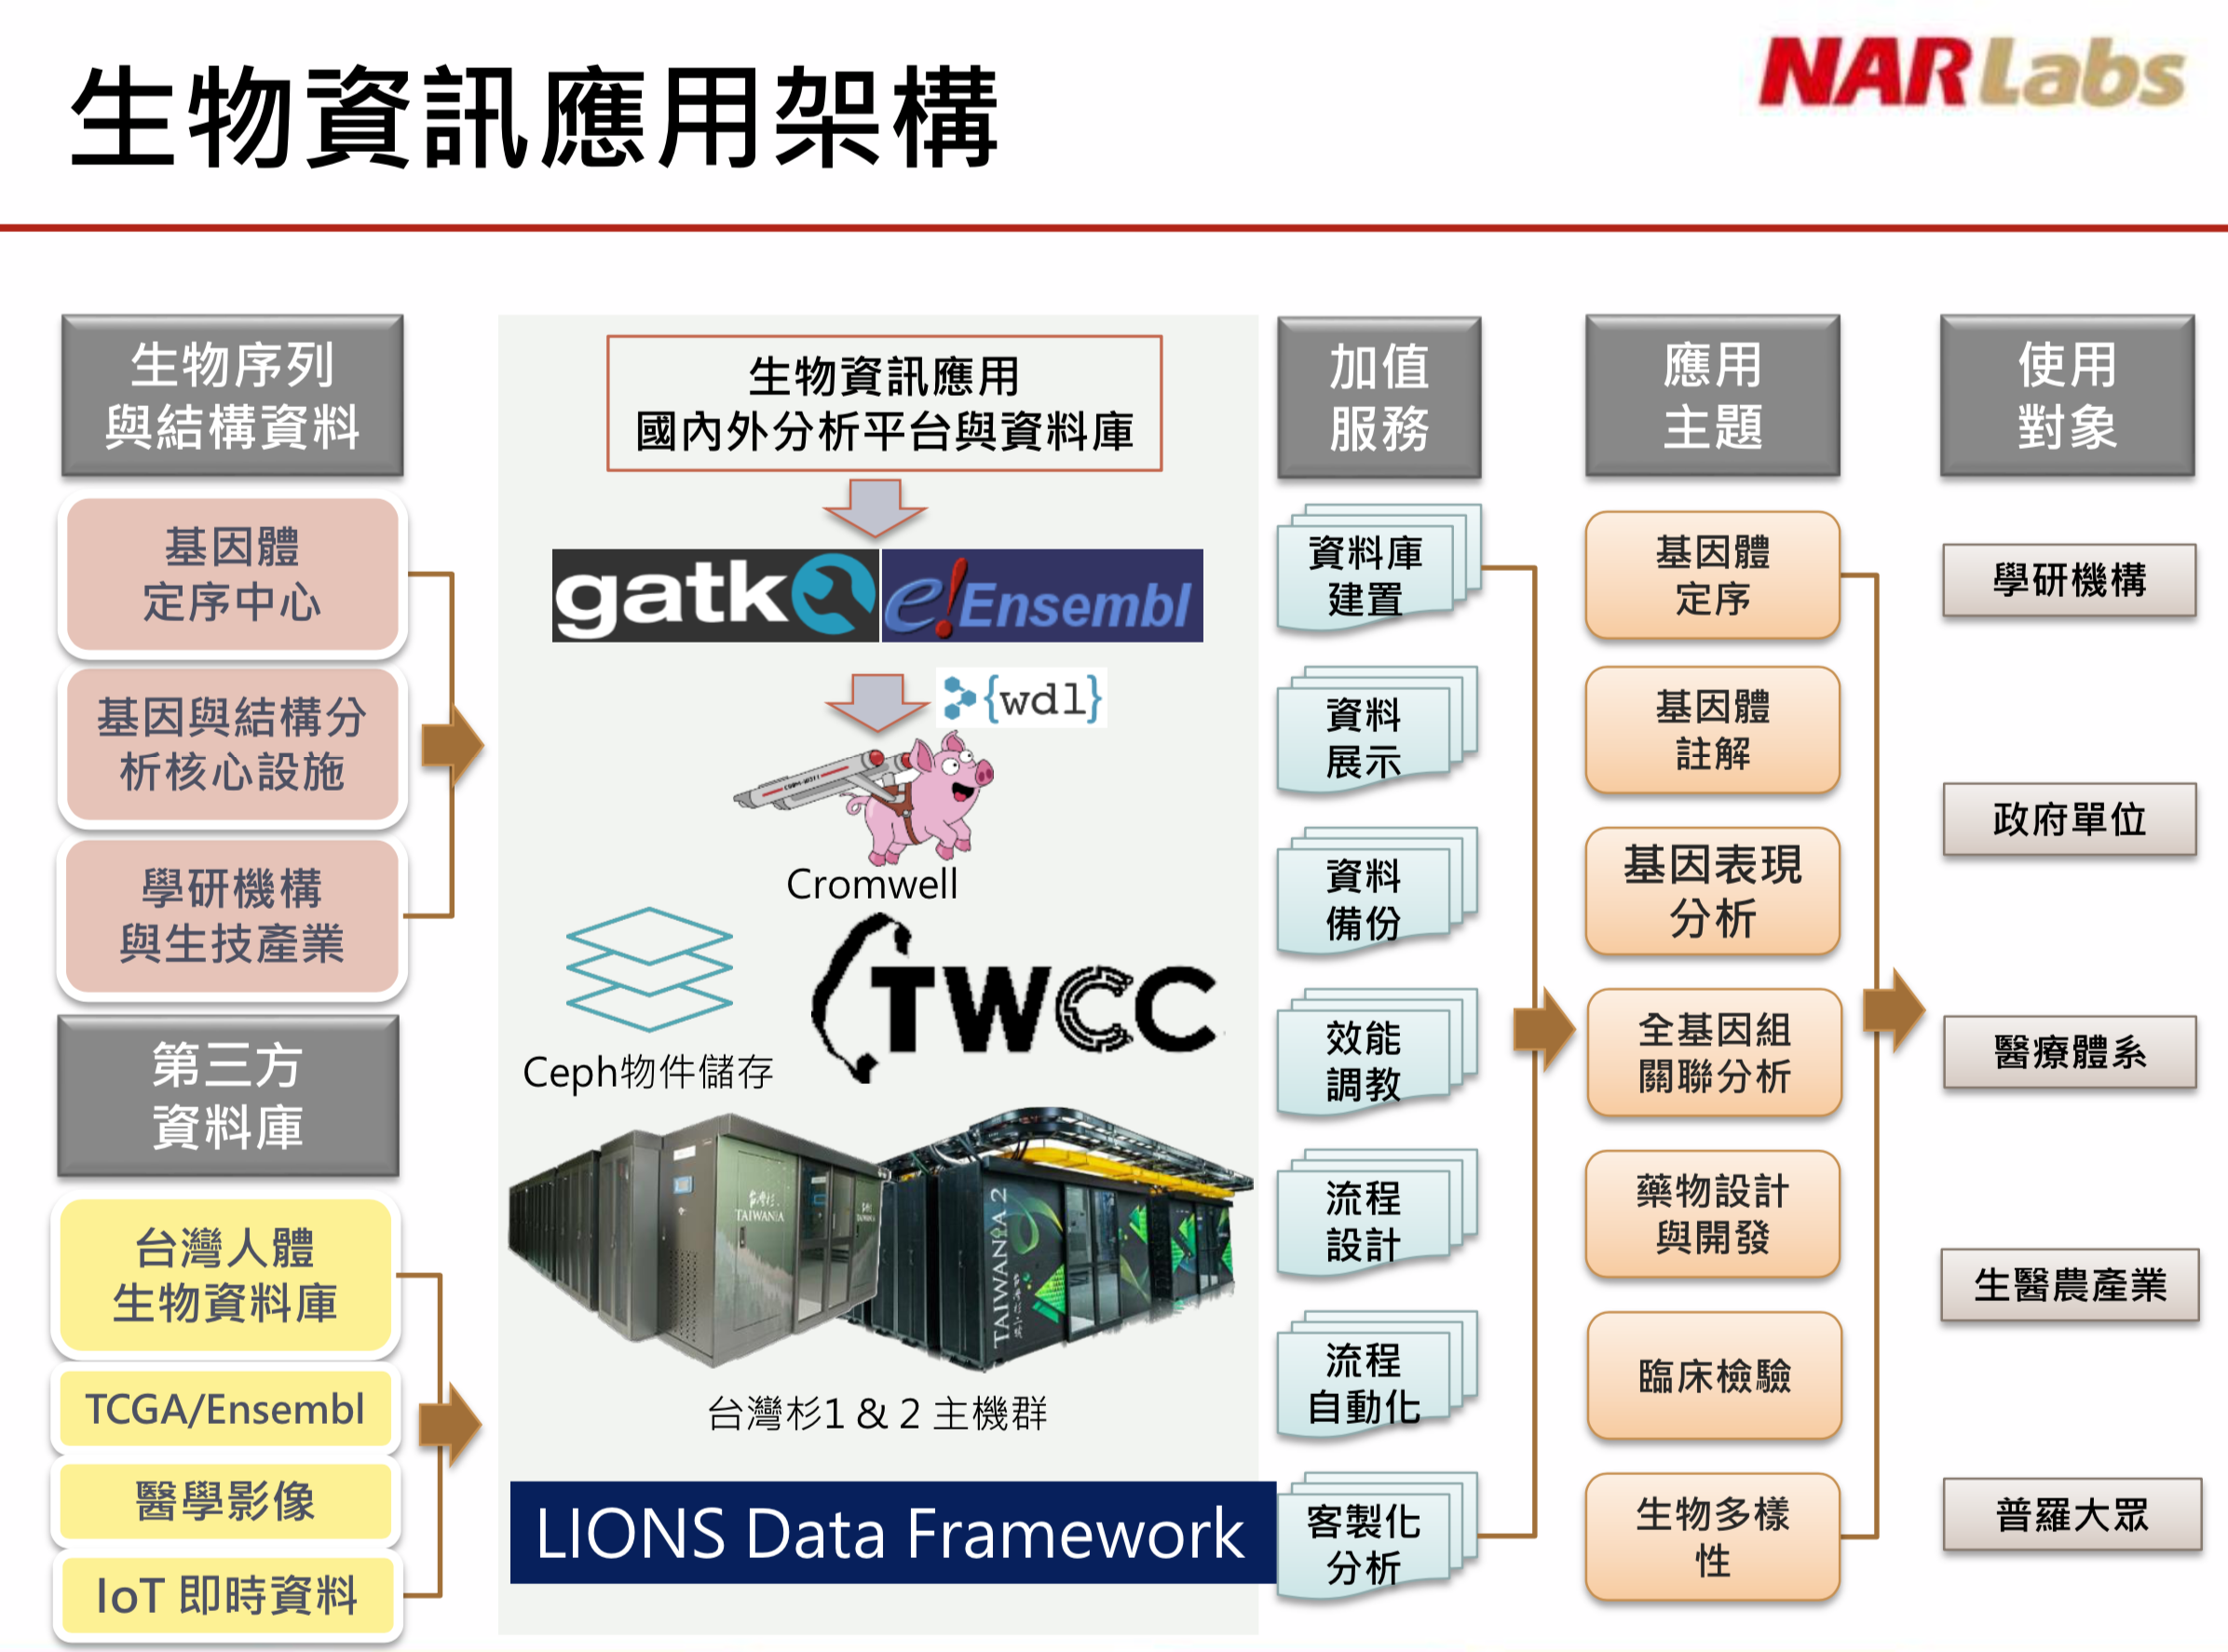 生物資訊應用架構
NARLabs
生物序列
與結構資料
基因體
定序中心
基因與結構分
析核心設施
學研機構
與生技產業
第三方
資料庫
台灣人體
生物資料庫
TCGA/Ensembl
醫學影像
IoT 即時資料
生物資訊應用
國內外分析平台與資料庫
gatk
e!Ensembl
{wdl}
Cromwell
TWCC
Ceph物件儲存
台灣杉
TAIWANIA
TAIWANIA 2
台灣杉二號
台灣杉1 & 2 主機群
LIONS Data Framework
加值
服務
資料庫
建置
資料
展示
資料
備份
效能
調教
流程
設計
流程
自動化
客製化
分析
應用
主題
基因體
定序
基因體
註解
基因表現
分析
全基因組
關聯分析
藥物設計
與開發
臨床檢驗
生物多樣
性
使用
對象
學研機構
政府單位
醫療體系
生醫農產業
普羅大眾